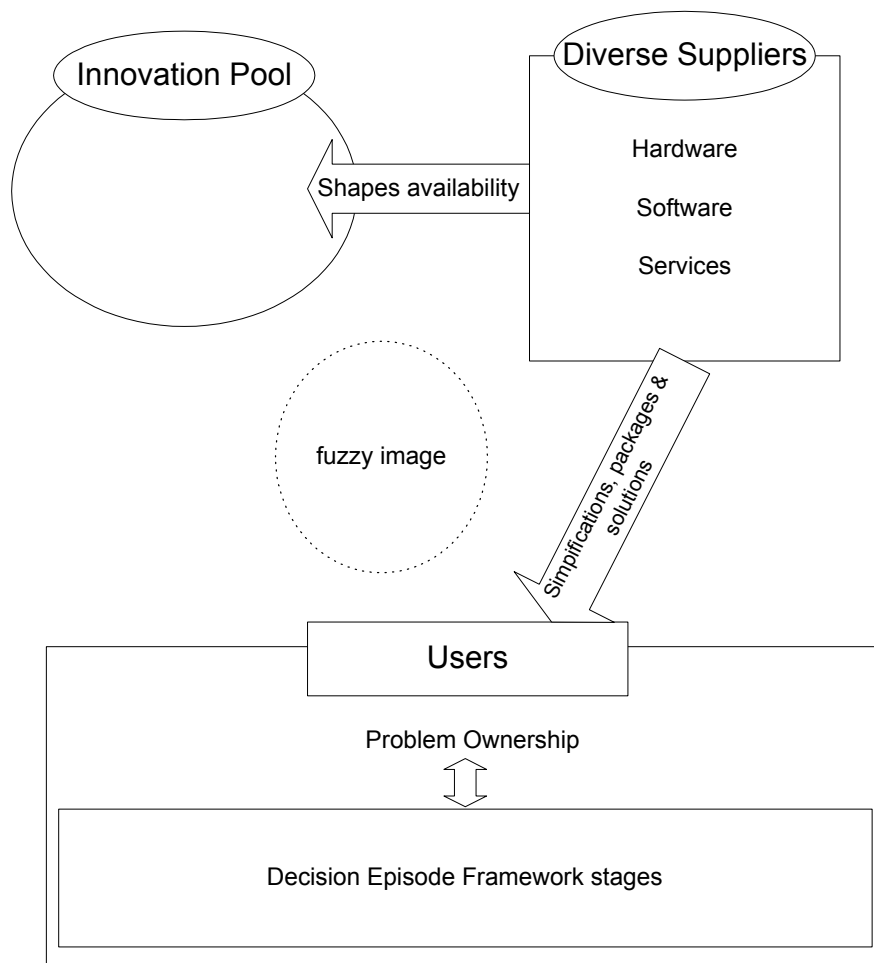 Innovation Pool
Diverse Suppliers
Hardware
Shapes availability
Software
Services
fuzzy image
Simpifications, packages &
solutions
Users
Problem Ownership
Decision Episode Framework stages